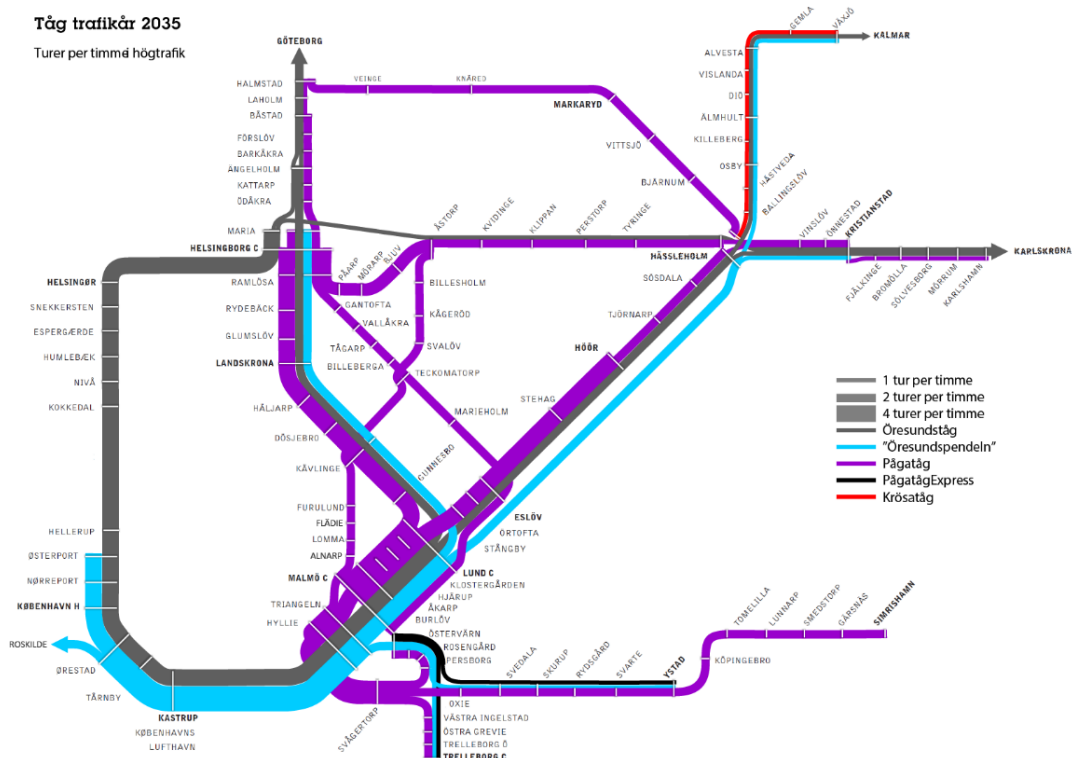 Tåg trafikår 2035
Turer per timmei högtrafik
GÖTEBORG
HALMSTAD
LAHOLM
BÅSTAD
FÖRSLÖV
BARKÅKRA
ÄNGELHOLM
KATTARP
ÖDÅKRA
MARIA
HELSINGBORG C
RAMLÖSA
RYDEBÄCK
GLUMSLÖV
LANDSKRONA
HÄLJARP
DÖSJEBRO
KÄVLINGE
FURULUND
FLÄDIE
LOMMA
ALNARP
MALMÖ C
TRIANGELN
HYLLIE
VEINGE
KNÄRED
MARKARYD
VITTSJÖ
BJÄRNUM
GEMLA
VÄXJÖ
KALMAR
ALVESTA
VISLANDA
DIÖ
ÄLMHULT
KILLEBERG
OSBY
HÄSTVEDA
BALLINGSLÖV
VINSLÖV
ÖNNESTAD
KRISTIANSTAD
KARLSKRONA
FJÄLKINGE
BROMÖLLA
SÖLVESBORG
MÖRRUM
KARLSHAMN
ÅSTORP
KVIDINGE
KLIPPAN
PERSTORP
TYRINGE
HÄSSLEHOLM
SÖSDALA
TJÖRNARP
HÖÖR
STEHAG
PÅARP
MÖRARP
BJUV
GANTOFTA
VALLÅKRA
TÅGARP
BILLEBERGA
BILLESHOLM
KÅGERÖD
SVALÖV
TECKOMATORP
MARIEHOLM
GUNNESBO
ESLÖV
ÖRTOFTA
STÅNGBY
LUND C
KLOSTERGÅRDEN
HJÄRUP
ÅKARP
BURLÖV
ÖSTERVÄRN
ROSENGÅRD
PERSBORG
HELSINGØR
SNEKKERSTEN
ESPERGÆRDE
HUMLEBÆK
NIVÅ
KOKKEDAL
HELLERUP
ØSTERPORT
NØRREPORT
KØBENHAVN H
ROSKILDE
ØRESTAD
TÅRNBY
KASTRUP
KØBENHAVNS
LUFTHAVN
SVÅGERTORP
OXIE
VÄSTRA INGELSTAD
ÖSTRA GREVIE
TRELLEBORG Ö
TRELLEBORG C
SVEDALA
SKURUP
RYDSGÅRD
SVARTE
YSTAD
KÖPINGEBRO
TOMELILLA
LUNNARP
SMEDSTORP
GÄRSNÄS
SIMRISHAMN
1 tur per timme
2 turer per timme
4 turer per timme
Öresundståg
"Öresundspendeln"
Pågatåg
PågatågExpress
Krösatåg